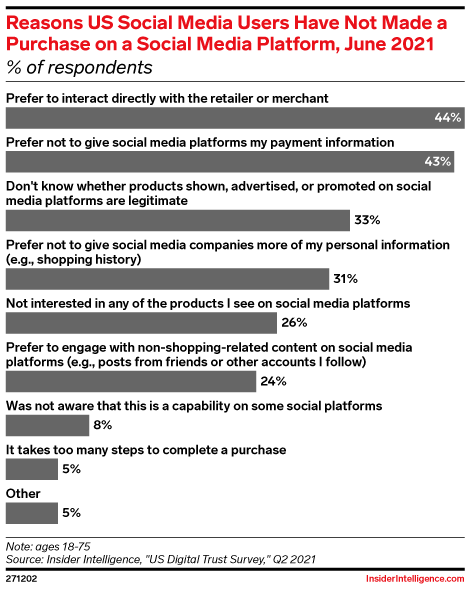 Reasons US Social Media Users Have Not Made a
Purchase on a Social Media Platform, June 2021
% of respondents
Prefer to interact directly with the retailer or merchant
44%
Prefer not to give social media platforms my payment information
43%
Don't know whether products shown, advertised, or promoted on social
media platforms are legitimate
33%
Prefer not to give social media companies more of my personal information
(e.g., shopping history)
31%
Not interested in any of the products I see on social media platforms
26%
Prefer to engage with non-shopping-related content on social media
platforms (e.g., posts from friends or other accounts I follow)
24%
Was not aware that this is a capability on some social platforms
8%
It takes too many steps to complete a purchase
5%
Other
5%
Note: ages 18-75
Source: Insider Intelligence, "US Digital Trust Survey," Q2 2021
271202 InsiderIntelligence.com